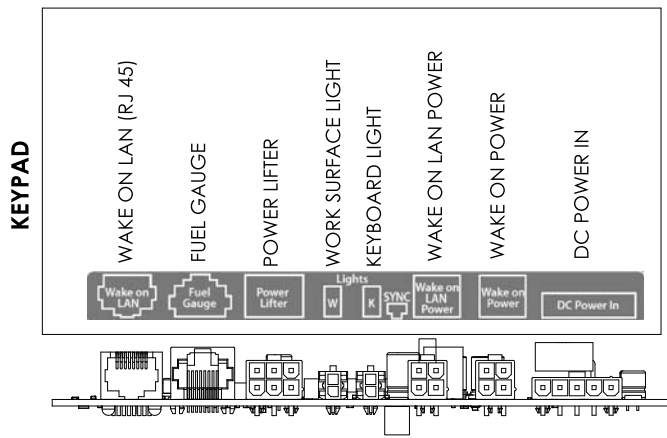 KEYPAD
WAKE ON LAN (RJ 45)
FUEL GAUGE
POWER LIFTER
WORK SURFACE LIGHT
KEYBOARD LIGHT
WAKE ON LAN POWER
WAKE ON POWER
DC POWER IN
Wake on
LAN
Fuel
Gauge
Power
Lifter
Lights
W
K
SYNC
Wake on
LAN
Power
Wake on
Power
DC Power In